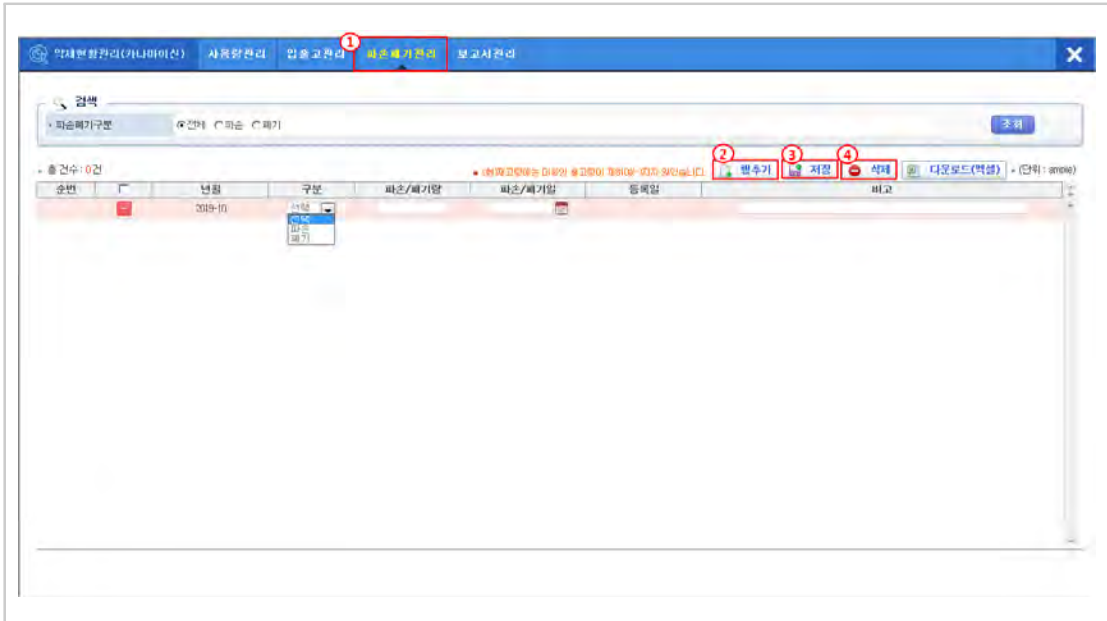 ①
약제현황관리(카나마이신) 사용량관리 입출고관리 파손폐기관리 보고서관리
검색
파손폐기구분 전체 파손 폐기 조회
② ③ ④
총 건수 : 0건
행추가 저장 삭제 다운로드(엑셀) (단위 : ample)
순번 년월 구분 파손/폐기량 파손/폐기일 등록일 비고
2019-10 선택
선택
파손
폐기